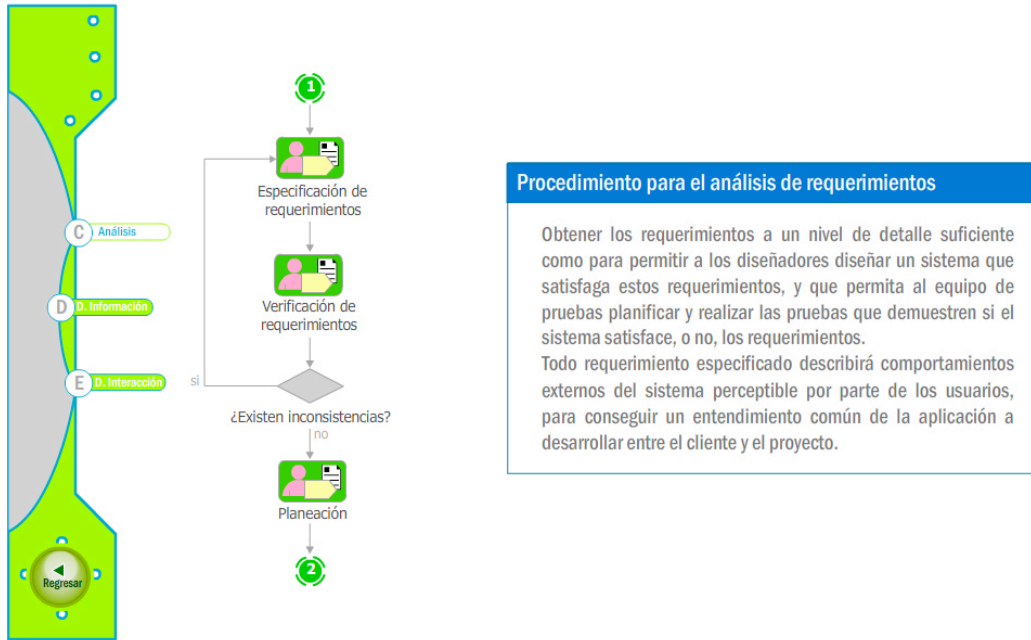 1
Especificación de
requerimientos
C Análisis
Verificación de
requerimientos
D D. Información
E D. Interacción
si
¿Existen inconsistencias?
no
Planeación
2
Regresar
Procedimiento para el análisis de requerimientos
Obtener los requerimientos a un nivel de detalle suficiente
como para permitir a los diseñadores diseñar un sistema que
satisfaga estos requerimientos, y que permita al equipo de
pruebas planificar y realizar las pruebas que demuestren si el
sistema satisface, o no, los requerimientos.
Todo requerimiento especificado describirá comportamientos
externos del sistema perceptible por parte de los usuarios,
para conseguir un entendimiento común de la aplicación a
desarrollar entre el cliente y el proyecto.